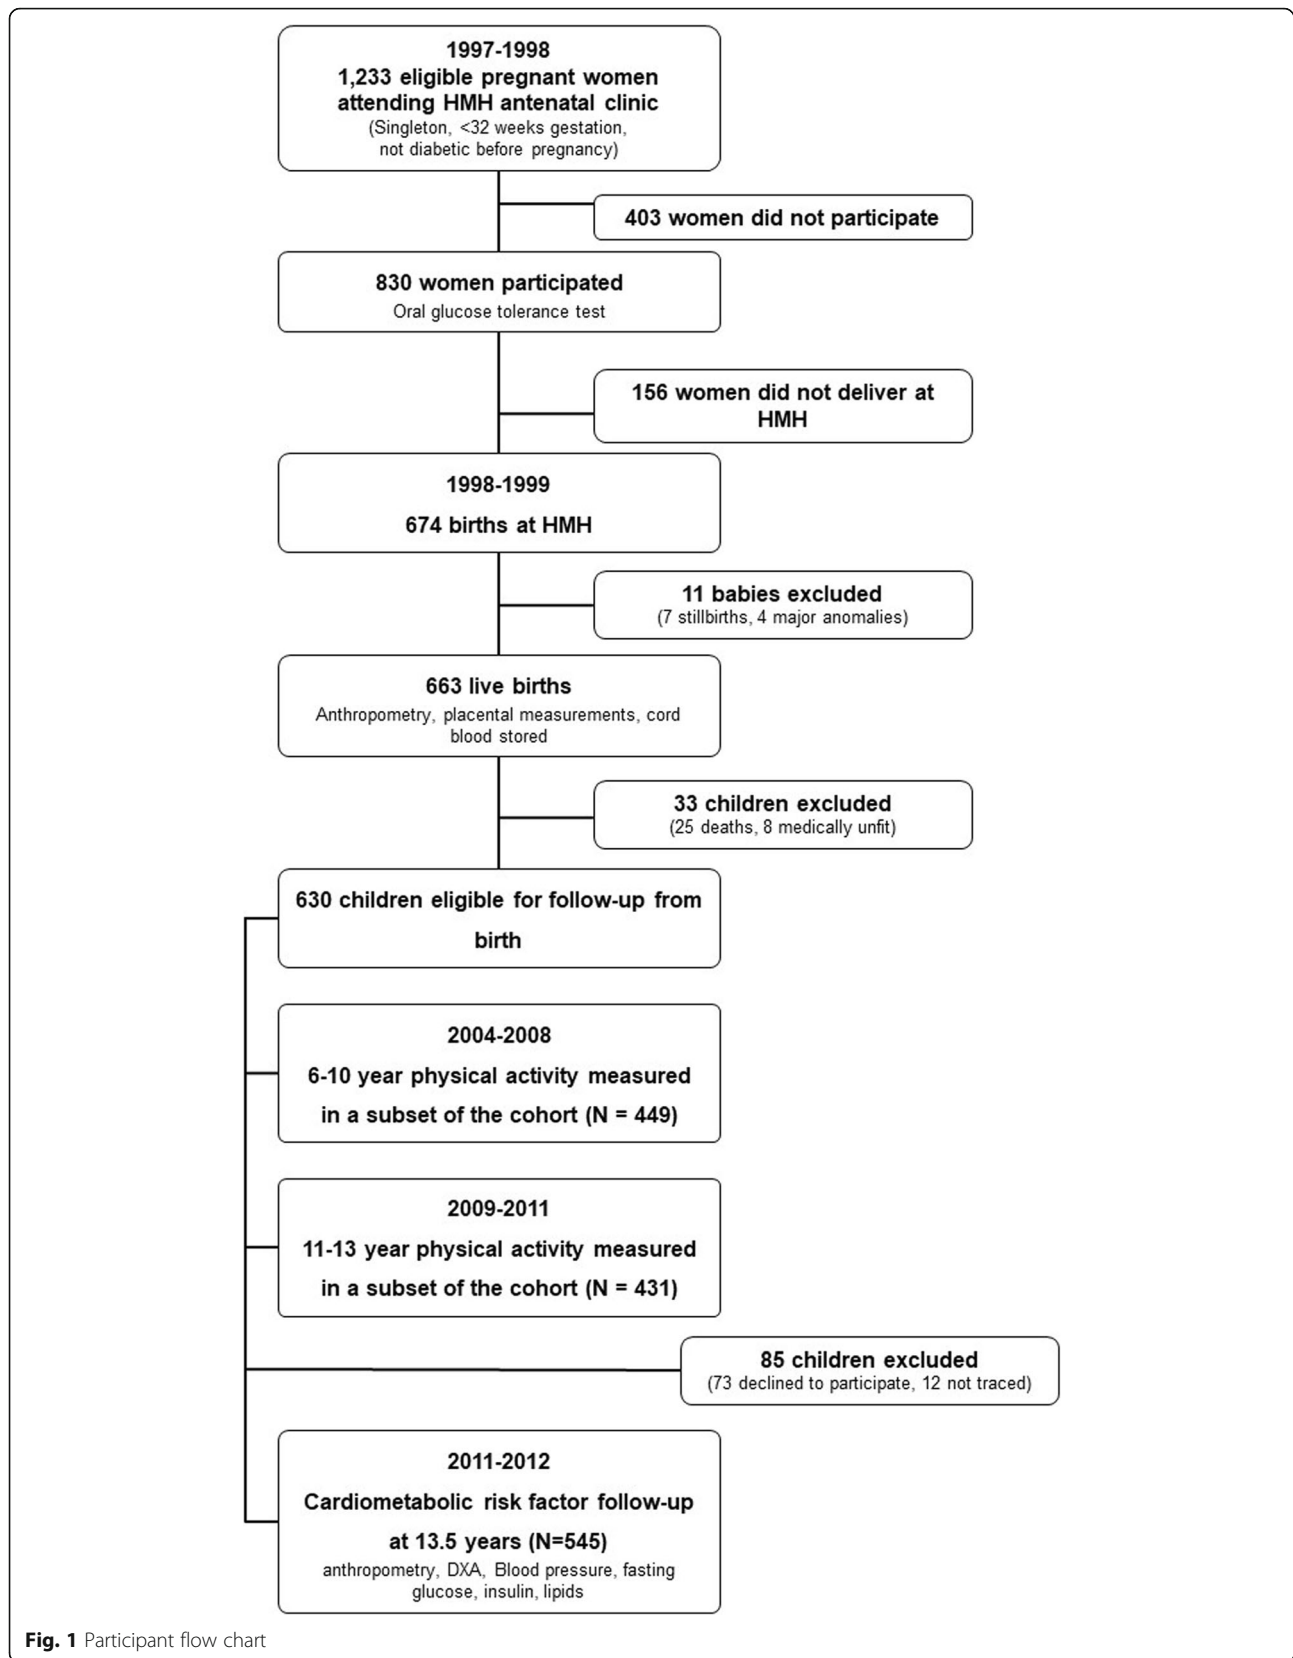 1997-1998
1,233 eligible pregnant women
attending HMH antenatal clinic
(Singleton, <32 weeks gestation,
not diabetic before pregnancy)
403 women did not participate
830 women participated
Oral glucose tolerance test
156 women did not deliver at
HMH
1998-1999
674 births at HMH
11 babies excluded
(7 stillbirths, 4 major anomalies)
663 live births
Anthropometry, placental measurements, cord
blood stored
33 children excluded
(25 deaths, 8 medically unfit)
630 children eligible for follow-up from
birth
2004-2008
6-10 year physical activity measured
in a subset of the cohort (N = 449)
2009-2011
11-13 year physical activity measured
in a subset of the cohort (N = 431)
85 children excluded
(73 declined to participate, 12 not traced)
2011-2012
Cardiometabolic risk factor follow-up
at 13.5 years (N=545)
anthropometry, DXA, Blood pressure, fasting
glucose, insulin, lipids
Fig. 1 Participant flow chart